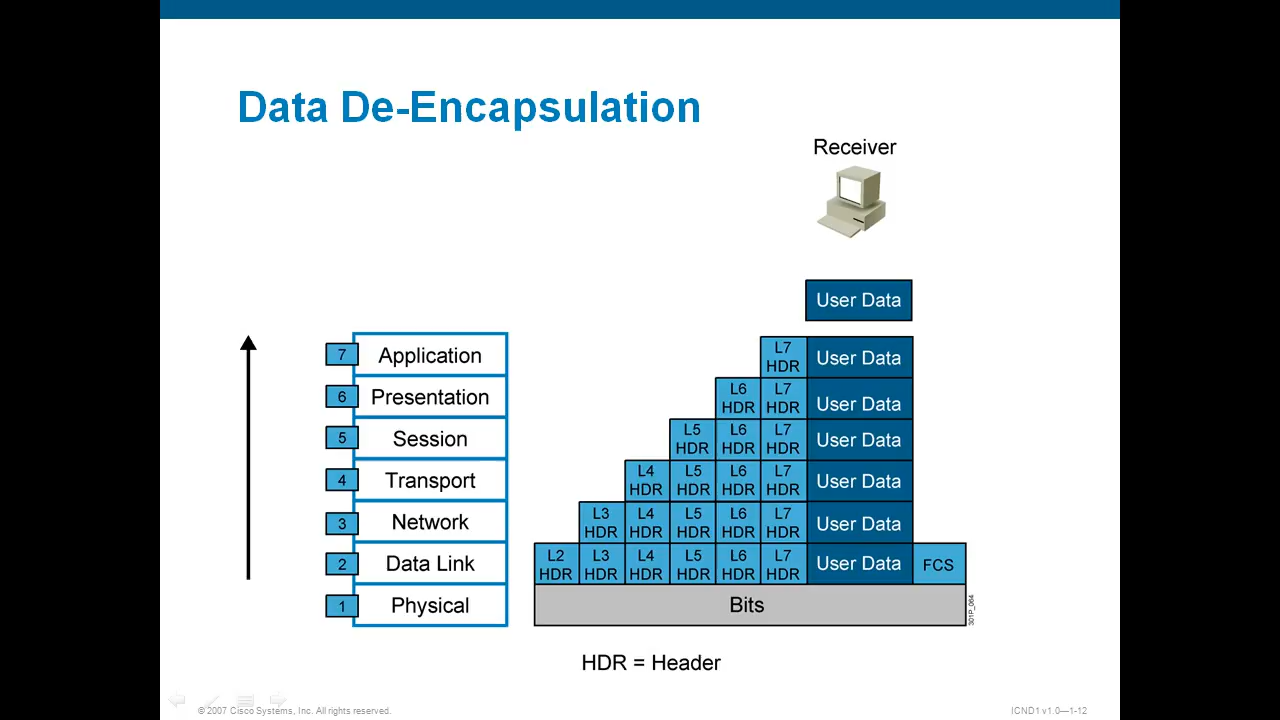 Data De-Encapsulation
Receiver
User Data
7 Application
6 Presentation
5 Session
4 Transport
3 Network
2 Data Link
1 Physical
L7 HDR User Data
L6 HDR L7 HDR User Data
L5 HDR L6 HDR L7 HDR User Data
L4 HDR L5 HDR L6 HDR L7 HDR User Data
L3 HDR L4 HDR L5 HDR L6 HDR L7 HDR User Data
L2 HDR L3 HDR L4 HDR L5 HDR L6 HDR L7 HDR User Data FCS
Bits
301P_064
HDR = Header
© 2007 Cisco Systems, Inc. All rights reserved.
ICND1 v1.0—1-12